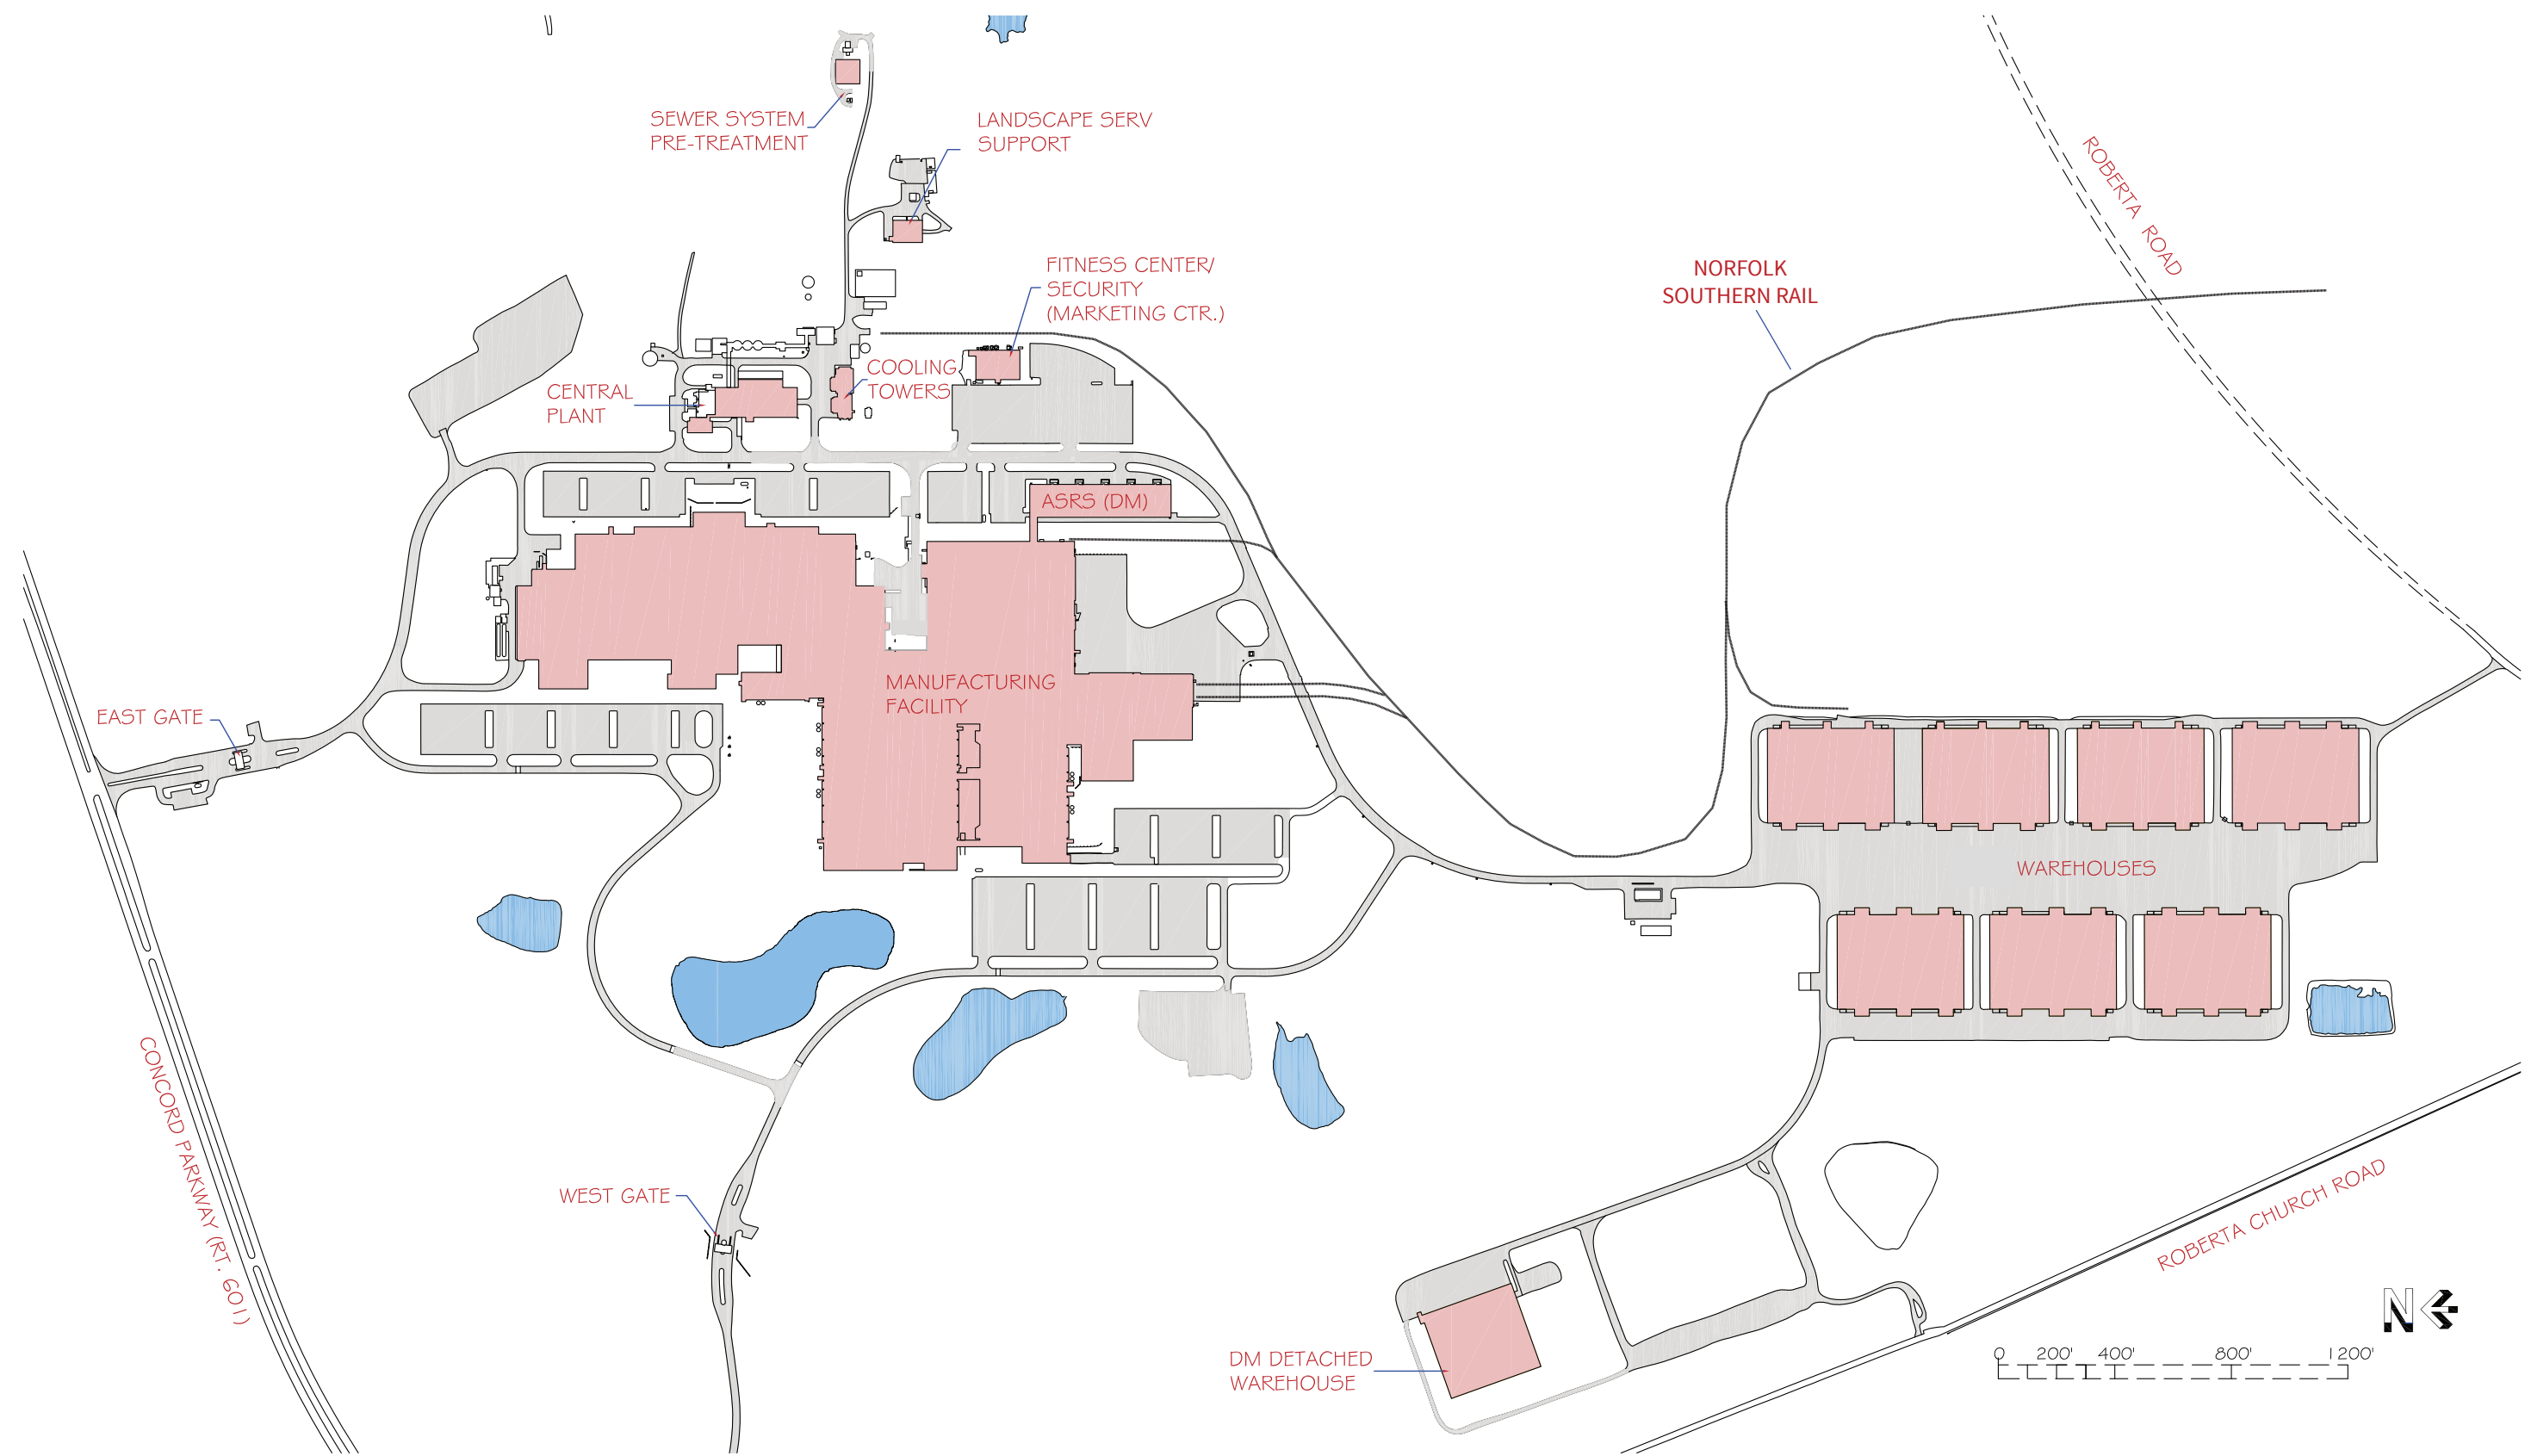 SEWER SYSTEM
PRE-TREATMENT
LANDSCAPE SERV
SUPPORT
ROBERTA ROAD
FITNESS CENTER/
SECURITY
(MARKETING CTR.)
NORFOLK
SOUTHERN RAIL
COOLING
TOWERS
CENTRAL
PLANT
ASRS (DM)
MANUFACTURING
FACILITY
EAST GATE
WAREHOUSES
CONCORD PARKWAY (RT. 601)
WEST GATE
ROBERTA CHURCH ROAD
DM DETACHED
WAREHOUSE
N
0 200' 400' 800' 1200'